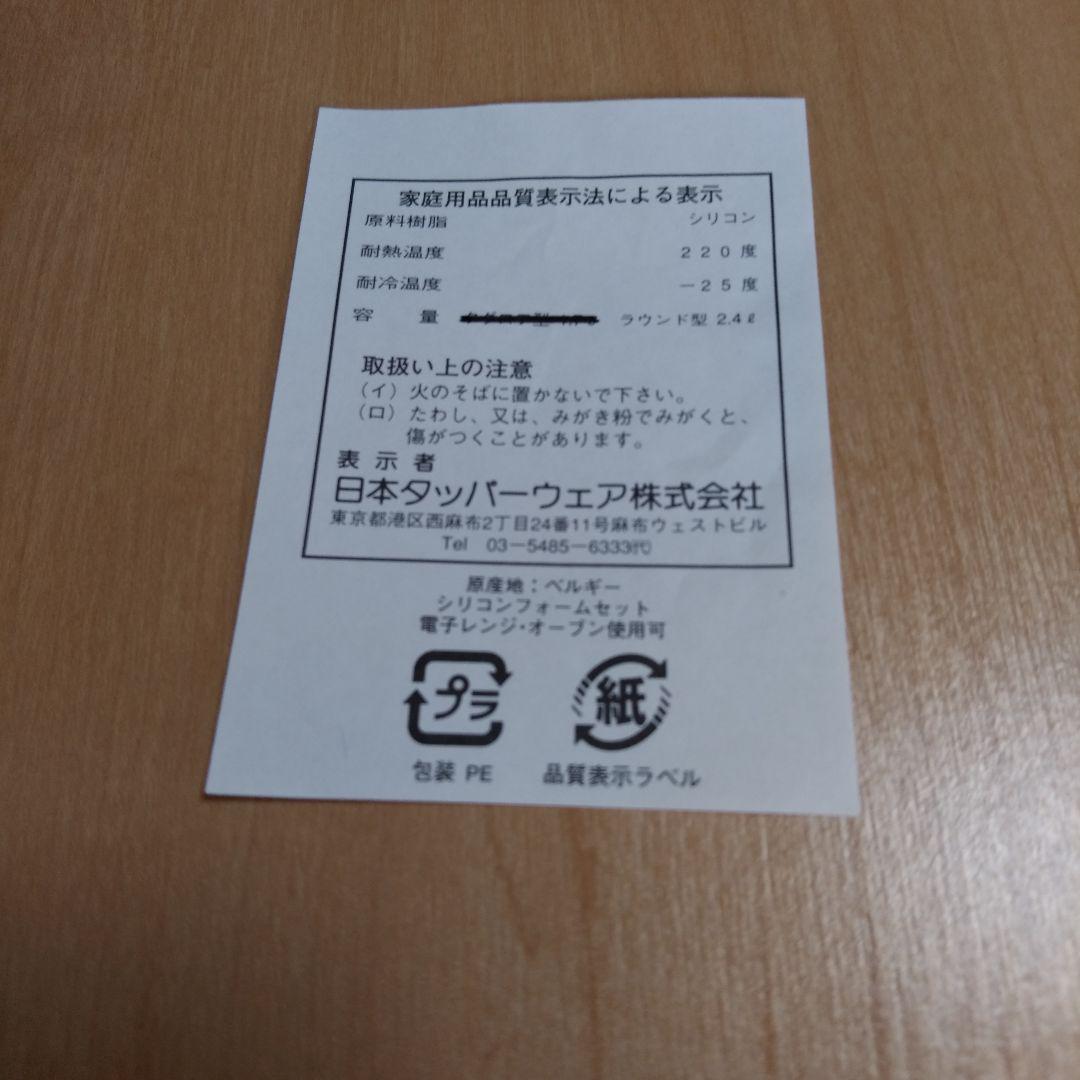 家庭用品品質表示法による表示
原料樹脂 シリコン
耐熱温度 220度
耐冷温度 −25度
容量 ラウンド型 2.4ℓ
取扱い上の注意
(イ) 火のそばに置かないで下さい。
(ロ) たわし、又は、みがき粉でみがくと、
傷がつくことがあります。
表示者
日本タッパーウェア株式会社
東京都港区西麻布2丁目24番11号麻布ウェストビル
Tel 03−5485−6333㈹
原産地:ベルギー
シリコンフォームセット
電子レンジ・オーブン使用可
プラ 紙
包装 PE 品質表示ラベル